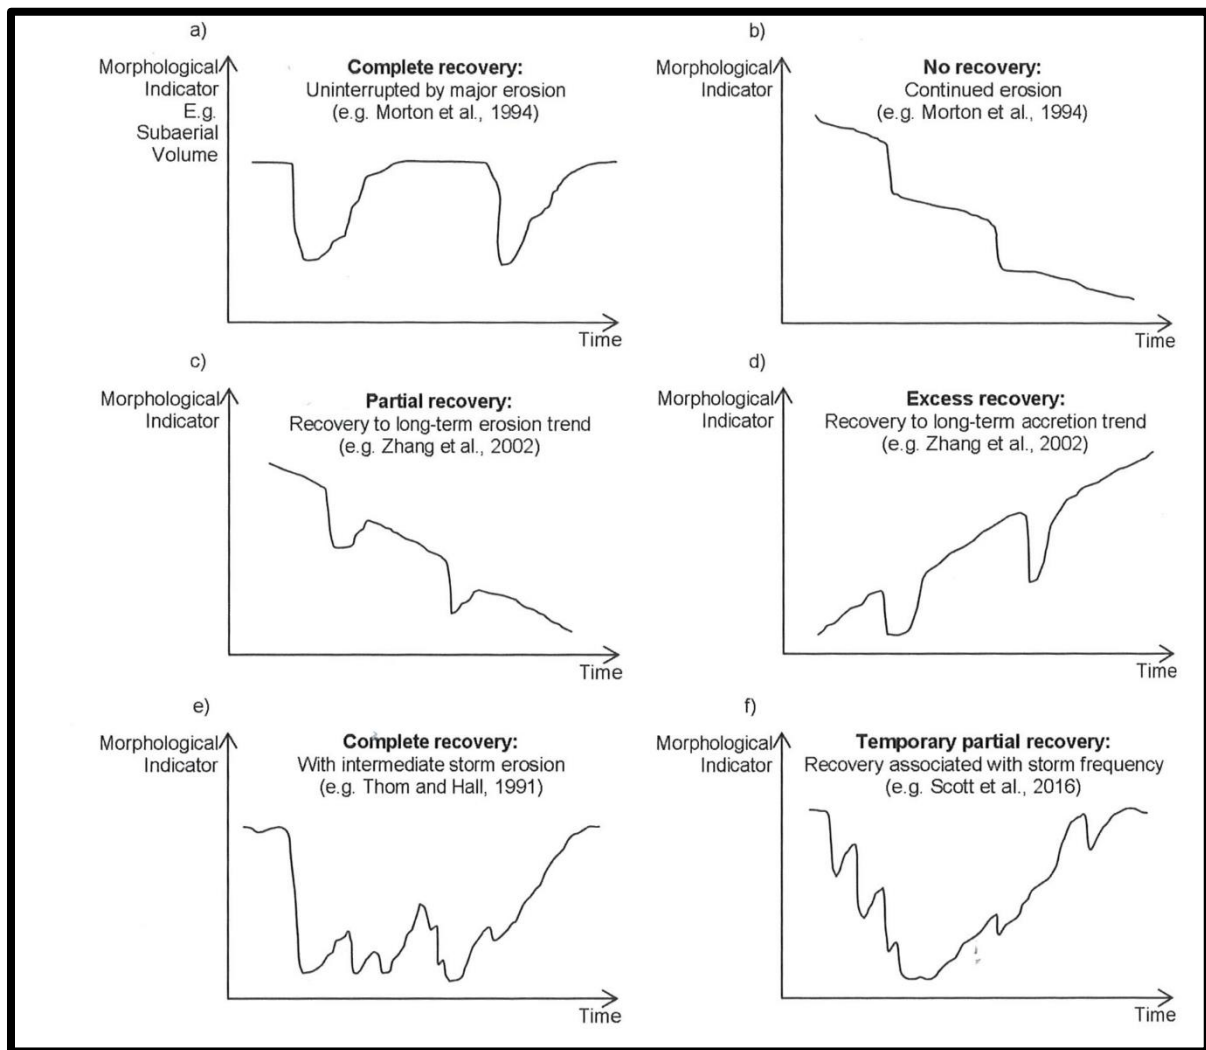 a)
Morphological
Indicator
E.g.
Subaerial
Volume
Complete recovery:
Uninterrupted by major erosion
(e.g. Morton et al., 1994)
Time
b)
Morphological
Indicator
No recovery:
Continued erosion
(e.g. Morton et al., 1994)
Time
c)
Morphological
Indicator
Partial recovery:
Recovery to long-term erosion trend
(e.g. Zhang et al., 2002)
Time
d)
Morphological
Indicator
Excess recovery:
Recovery to long-term accretion trend
(e.g. Zhang et al., 2002)
Time
e)
Morphological
Indicator
Complete recovery:
With intermediate storm erosion
(e.g. Thom and Hall, 1991)
Time
f)
Morphological
Indicator
Temporary partial recovery:
Recovery associated with storm frequency
(e.g. Scott et al., 2016)
Time